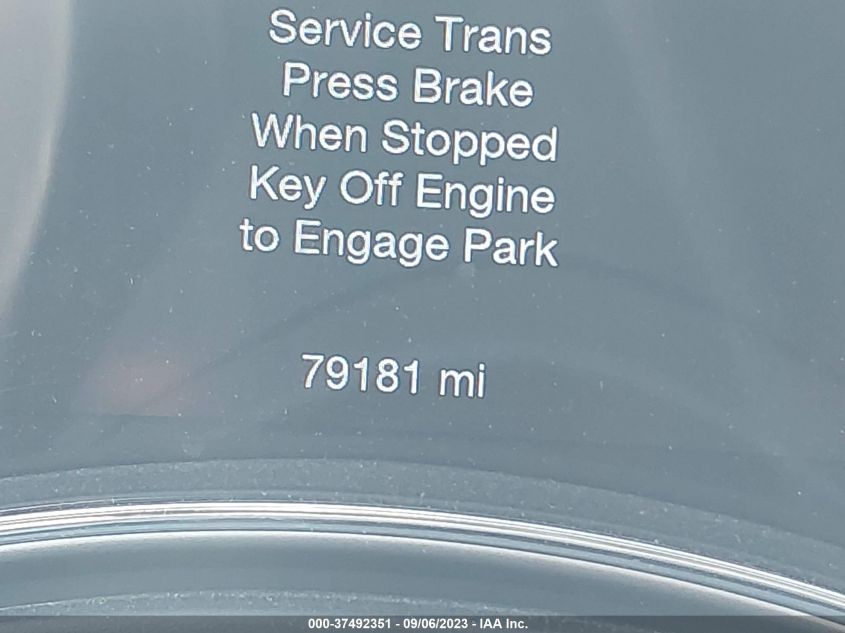 Service Trans
Press Brake
When Stopped
Key Off Engine
to Engage Park
79181 mi
000-37492351 - 09/06/2023 - IAA Inc.